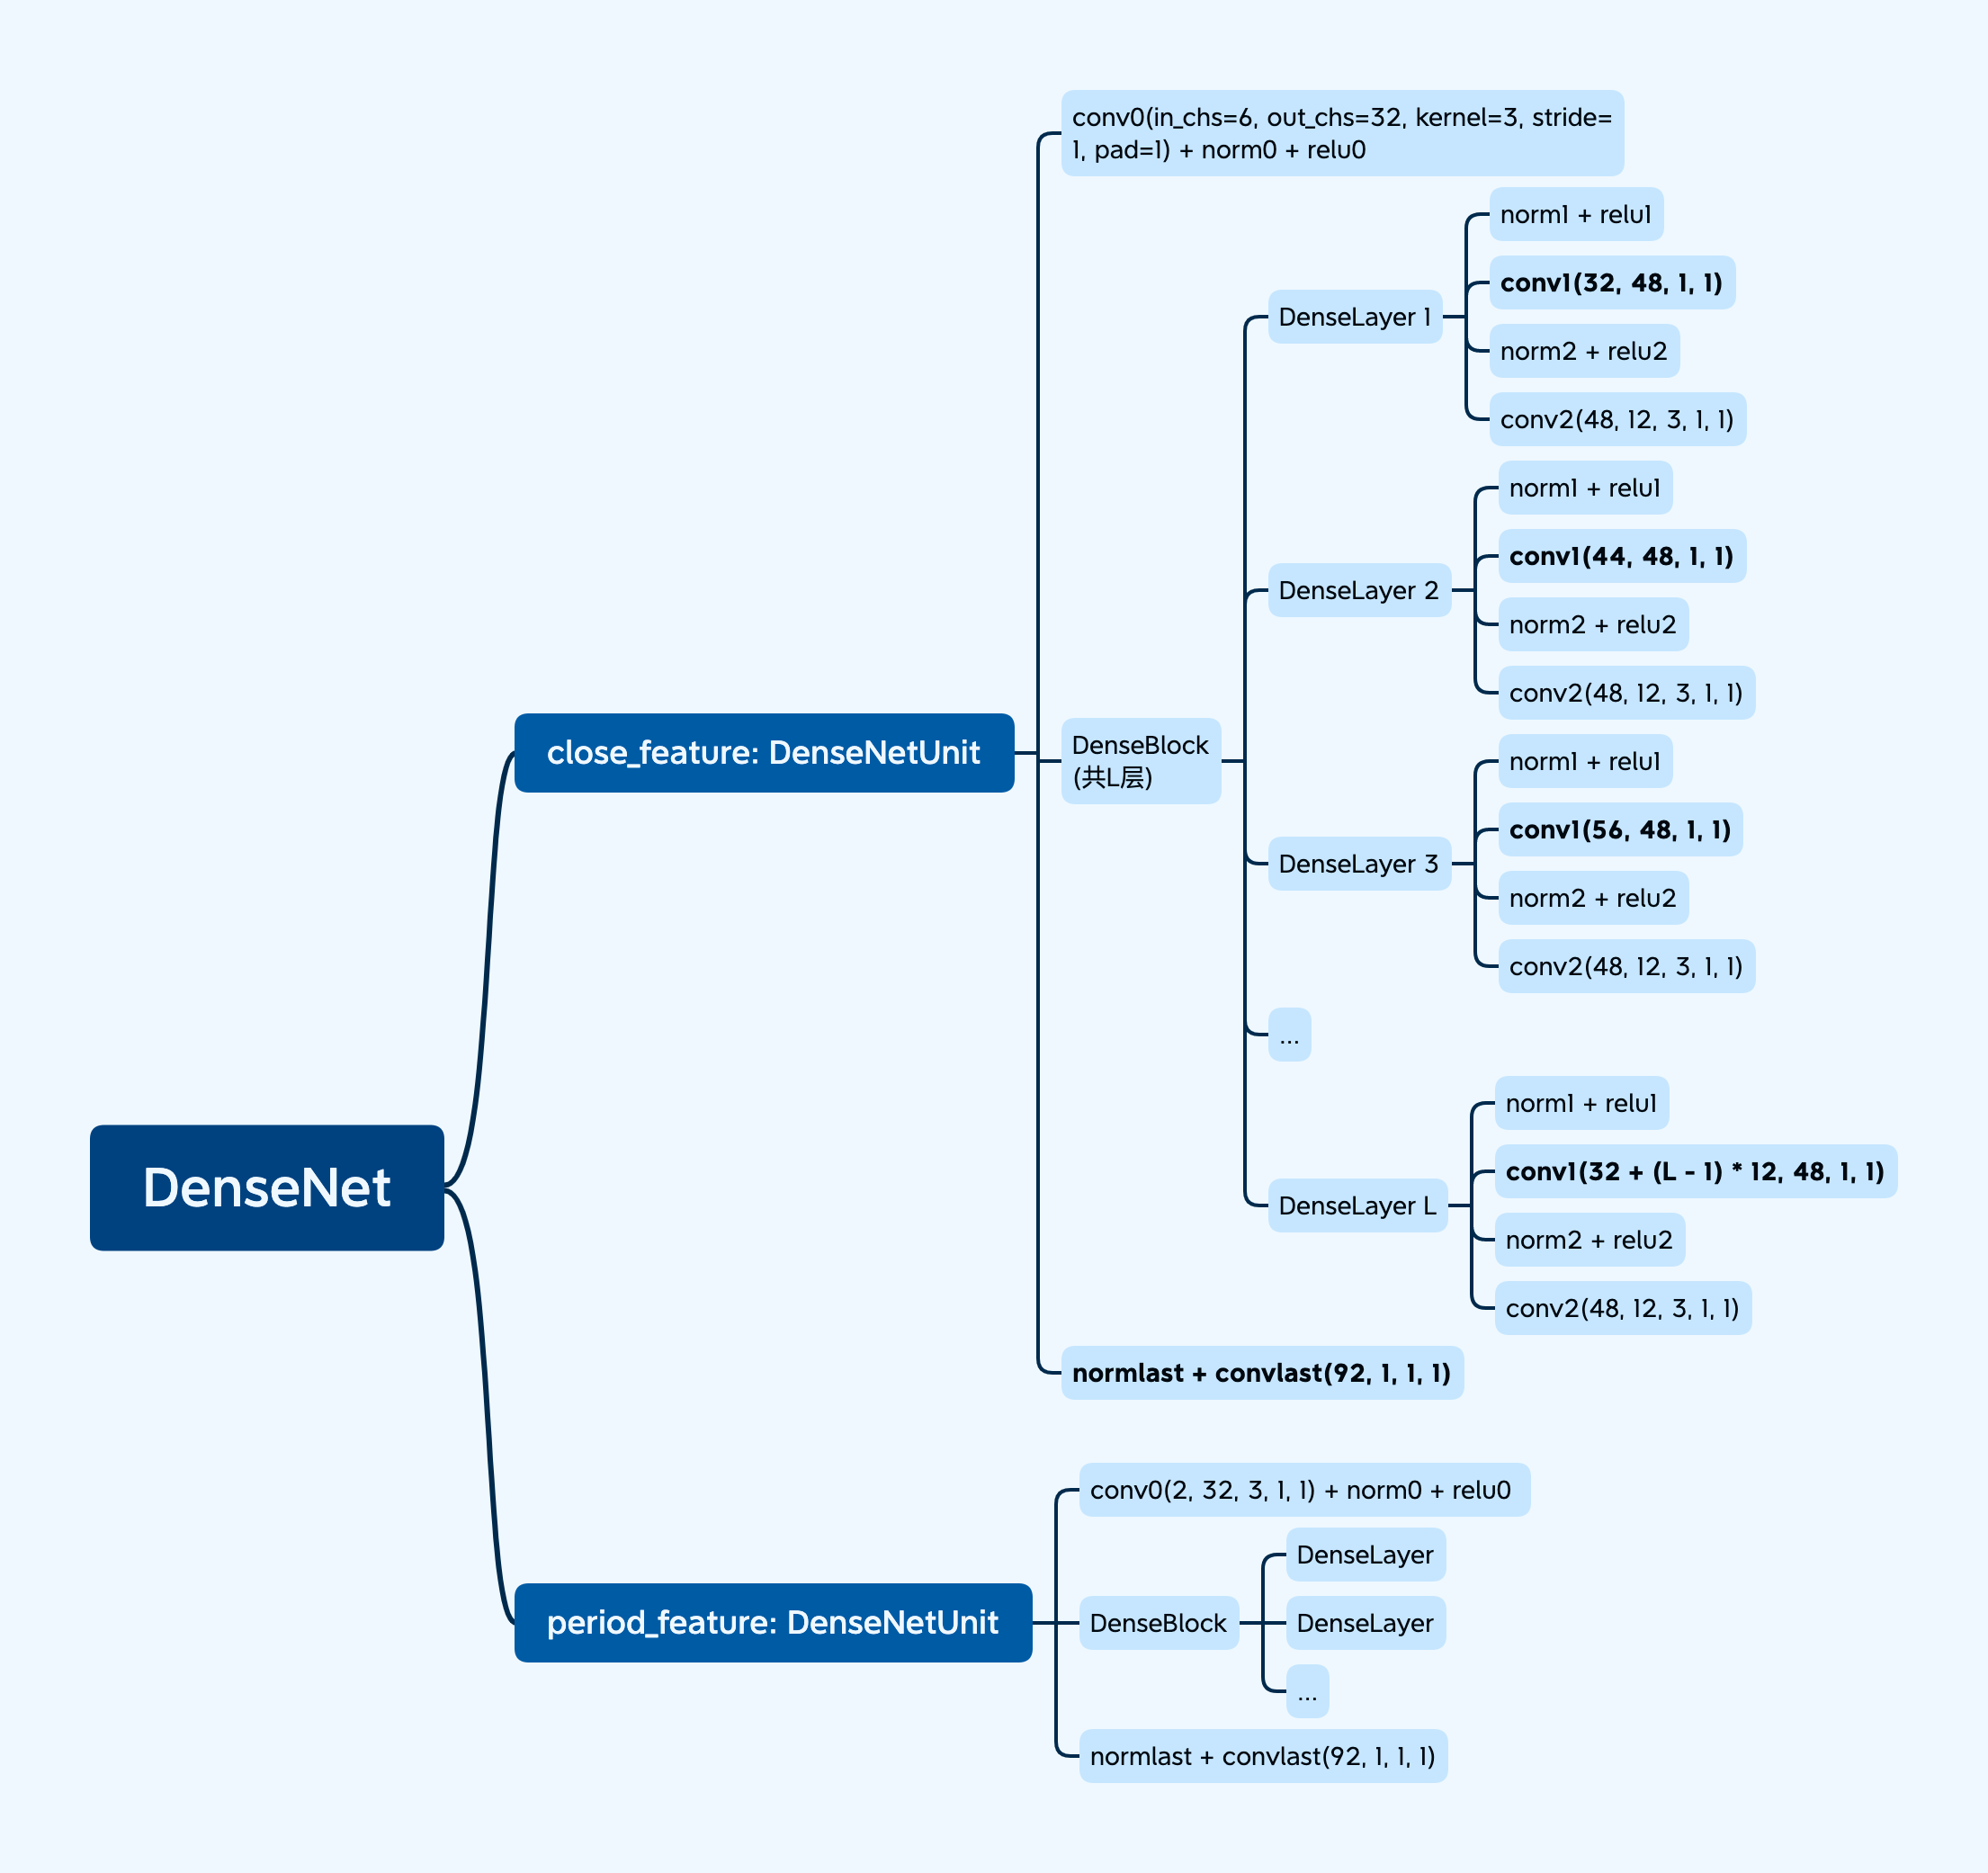 DenseNet
close_feature: DenseNetUnit
conv0(in_chs=6, out_chs=32, kernel=3, stride=
1, pad=1) + norm0 + relu0
DenseBlock
(共L层)
DenseLayer 1
norm1 + relu1
conv1(32, 48, 1, 1)
norm2 + relu2
conv2(48, 12, 3, 1, 1)
DenseLayer 2
norm1 + relu1
conv1(44, 48, 1, 1)
norm2 + relu2
conv2(48, 12, 3, 1, 1)
DenseLayer 3
norm1 + relu1
conv1(56, 48, 1, 1)
norm2 + relu2
conv2(48, 12, 3, 1, 1)
...
DenseLayer L
norm1 + relu1
conv1(32 + (L - 1) * 12, 48, 1, 1)
norm2 + relu2
conv2(48, 12, 3, 1, 1)
normlast + convlast(92, 1, 1, 1)
period_feature: DenseNetUnit
conv0(2, 32, 3, 1, 1) + norm0 + relu0
DenseBlock
DenseLayer
DenseLayer
...
normlast + convlast(92, 1, 1, 1)